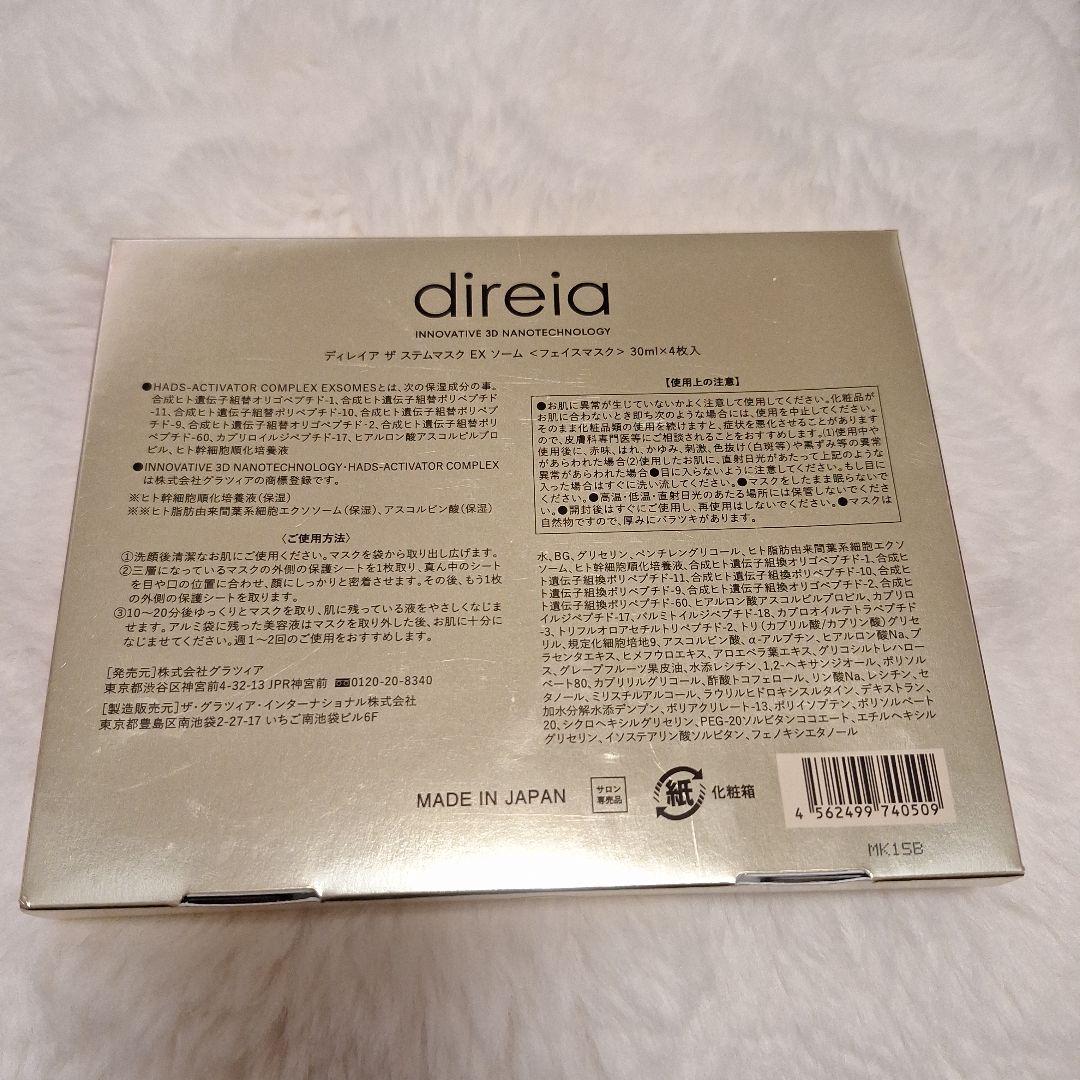 direia
INNOVATIVE 3D NANOTECHNOLOGY
ディレイア ザ ステムマスク EX ソーム <フェイスマスク> 30ml×4枚入
●HADS-ACTIVATOR COMPLEX EXSOMESとは、次の保湿成分の事。
合成ヒト遺伝子組替オリゴペプチド-1、合成ヒト遺伝子組替ポリペプチド
-11、合成ヒト遺伝子組替ポリペプチド-10、合成ヒト遺伝子組替ポリペプ
チド-9、合成ヒト遺伝子組替オリゴペプチド-2、合成ヒト遺伝子組替ポリ
ペプチド-60、カプリロイルジペプチド-17、ヒアルロン酸アスコルビルプロ
ピル、ヒト幹細胞順化培養液
●INNOVATIVE 3D NANOTECHNOLOGY・HADS-ACTIVATOR COMPLEX
は株式会社グラツィアの商標登録です。
※ヒト幹細胞順化培養液(保湿)
※※ヒト脂肪由来間葉系細胞エクソソーム(保湿)、アスコルビン酸(保湿)
〈ご使用方法〉
①洗顔後清潔なお肌にご使用ください。マスクを袋から取り出し広げます。
②三層になっているマスクの外側の保護シートを1枚取り、真ん中のシート
を目や口の位置に合わせ、顔にしっかりと密着させます。その後、もう1枚
の外側の保護シートを取ります。
③10〜20分後ゆっくりとマスクを取り、肌に残っている液をやさしくなじま
せます。アルミ袋に残った美容液はマスクを取り外した後、お肌に十分に
なじませてください。週1〜2回のご使用をおすすめします。
[発売元]株式会社グラツィア
東京都渋谷区神宮前4-32-13 JPR神宮前 0120-20-8340
[製造販売元]ザ・グラツィア・インターナショナル株式会社
東京都豊島区南池袋2-27-17 いちご南池袋ビル6F
【使用上の注意】
●お肌に異常が生じていないかよく注意して使用してください。化粧品が
お肌に合わないとき即ち次のような場合には、使用を中止してください。
そのまま化粧品類の使用を続けますと、症状を悪化させることがあります
ので、皮膚科専門医等にご相談されることをおすすめします。(1)使用中や
使用後に、赤味、はれ、かゆみ、刺激、色抜け(白斑等)や黒ずみ等の異常
があらわれた場合(2)使用したお肌に、直射日光があたって上記のような
異常があらわれた場合●目に入らないように注意してください。もし目に
入った場合はすぐに洗い流してください。●マスクをしたまま眠らないでく
ださい。●高温・低温・直射日光のあたる場所には保管しないでくださ
い。●開封後はすぐにご使用し、再使用はしないでください。●マスクは
自然物ですので、厚みにバラツキがあります。
水、BG、グリセリン、ペンチレングリコール、ヒト脂肪由来間葉系細胞エクソ
ソーム、ヒト幹細胞順化培養液、合成ヒト遺伝子組換オリゴペプチド-1、合成ヒ
ト遺伝子組換ポリペプチド-11、合成ヒト遺伝子組換ポリペプチド-10、合成ヒト
遺伝子組換ポリペプチド-9、合成ヒト遺伝子組換オリゴペプチド-2、合成ヒト
遺伝子組換ポリペプチド-60、ヒアルロン酸アスコルビルプロピル、カプリロ
イルジペプチド-17、パルミトイルジペプチド-18、カプロオイルテトラペプチド
-3、トリフルオロアセチルトリペプチド-2、トリ(カプリル酸/カプリン酸)グリセ
リル、規定化細胞培地9、アスコルビン酸、α-アルブチン、ヒアルロン酸Na、プ
ラセンタエキス、ヒメフウロエキス、アロエベラ葉エキス、グリコシルトレハロー
ス、グレープフルーツ果皮油、水添レシチン、1,2-ヘキサンジオール、ポリソル
ベート80、カプリリルグリコール、酢酸トコフェロール、リン酸Na、レシチン、セ
タノール、ミリスチルアルコール、ラウリルヒドロキシスルタイン、デキストラン、
加水分解水添デンプン、ポリアクリレート-13、ポリイソブテン、ポリソルベート
20、シクロヘキシルグリセリン、PEG-20ソルビタンココエート、エチルヘキシル
グリセリン、イソステアリン酸ソルビタン、フェノキシエタノール
MADE IN JAPAN
サロン
専売品
紙 化粧箱
4 562499 740509
MK15B